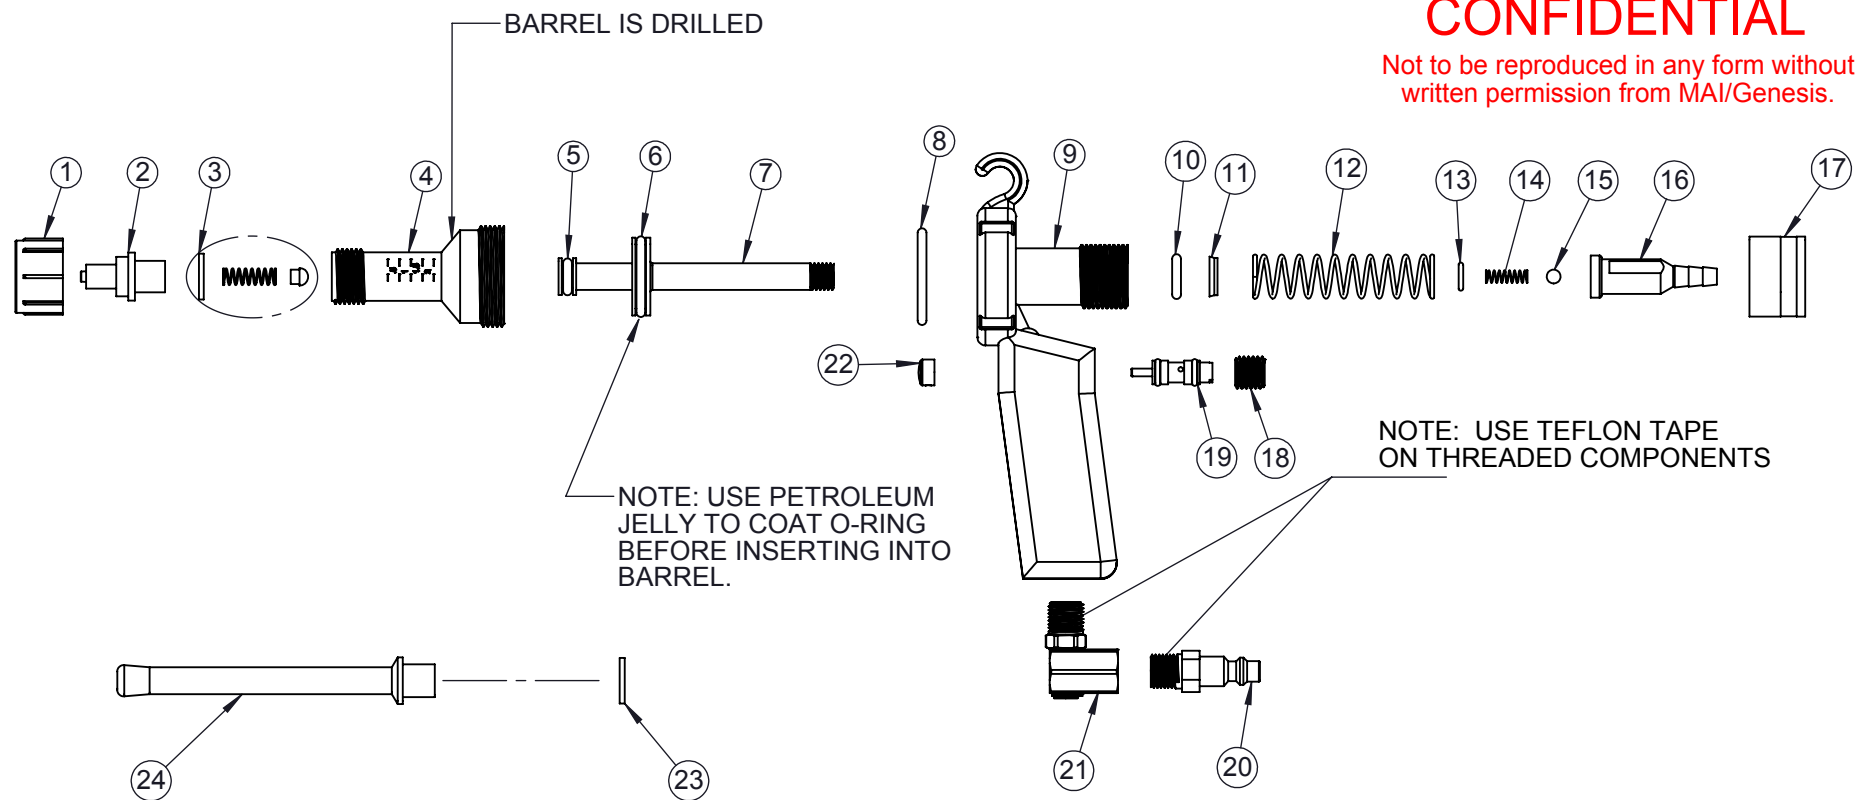 BARREL IS DRILLED
CONFIDENTIAL
Not to be reproduced in any form without
written permission from MAI/Genesis.
1
2
3
4
5
6
7
8
9
10
11
12
13
14
15
16
17
22
19
18
NOTE: USE TEFLON TAPE
ON THREADED COMPONENTS
NOTE: USE PETROLEUM
JELLY TO COAT O-RING
BEFORE INSERTING INTO
BARREL.
24
23
21
20